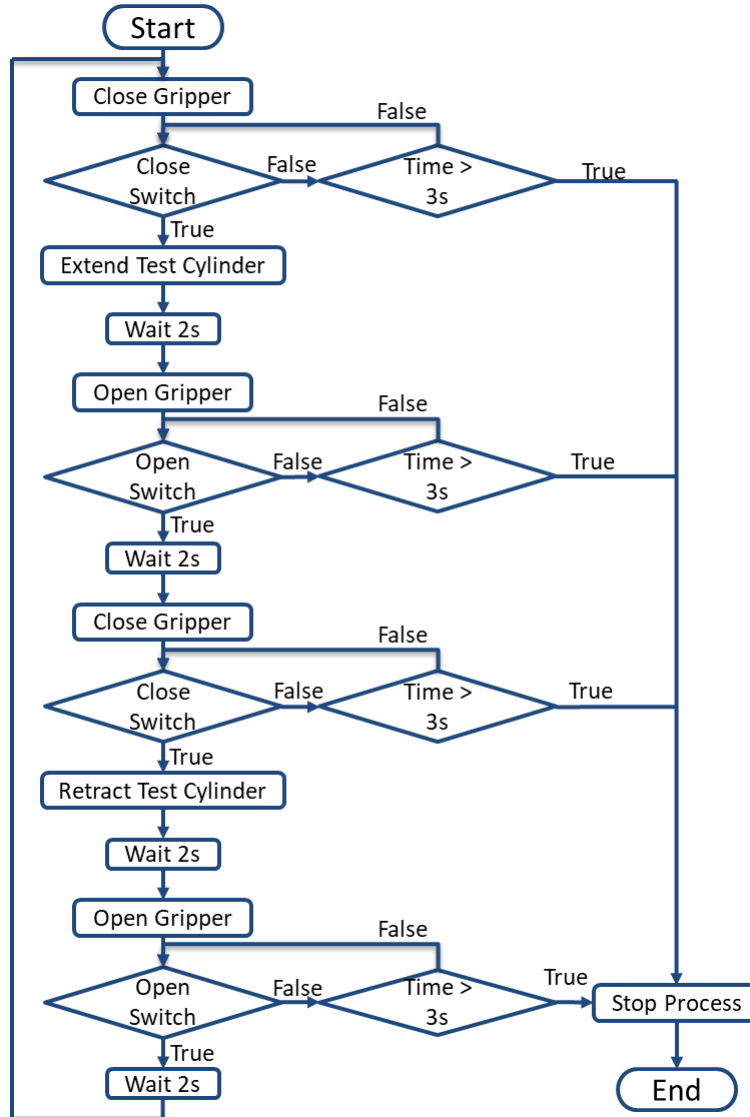 Start
Close Gripper
False
Close
Switch
False
Time >
3s
True
True
Extend Test Cylinder
Wait 2s
Open Gripper
False
Open
Switch
False
Time >
3s
True
True
Wait 2s
Close Gripper
False
Close
Switch
False
Time >
3s
True
True
Retract Test Cylinder
Wait 2s
Open Gripper
False
Open
Switch
False
Time >
3s
True
Stop Process
True
Wait 2s
End